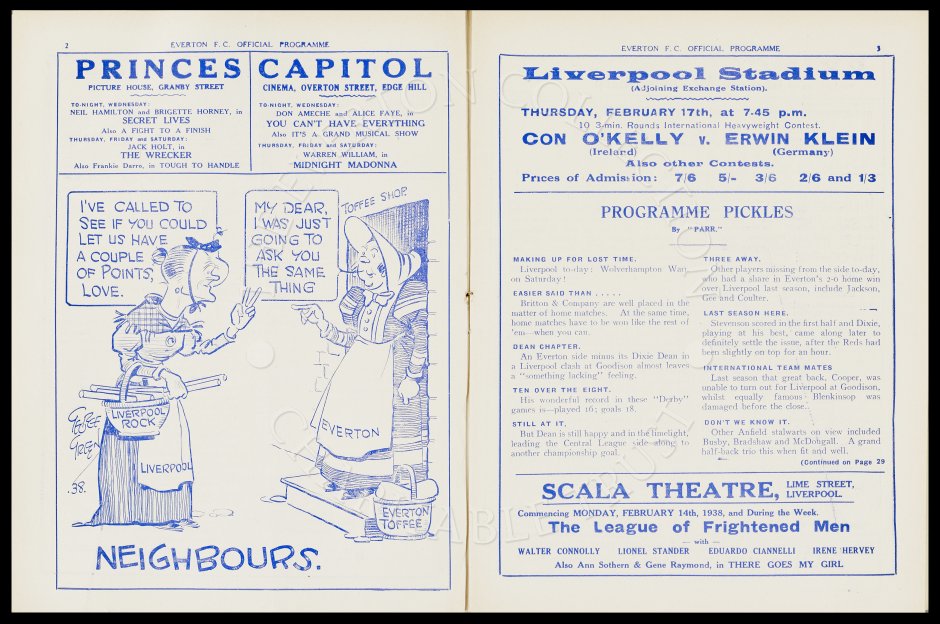 2 EVERTON F. C. OFFICIAL PROGRAMME
PRINCES
PICTURE HOUSE, GRANBY STREET
TO-NIGHT, WEDNESDAY:
NEIL HAMILTON and BRIGETTE HORNEY, in
SECRET LIVES
Also A FIGHT TO A FINISH
THURSDAY, FRIDAY and SATURDAY:
JACK HOLT, in
THE WRECKER
Also Frankie Darro, in TOUGH TO HANDLE
CAPITOL
CINEMA, OVERTON STREET, EDGE HILL
TO-NIGHT, WEDNESDAY:
DON AMECHE and ALICE FAYE, in
YOU CAN'T HAVE EVERYTHING
Also IT'S A GRAND MUSICAL SHOW
THURSDAY, FRIDAY and SATURDAY:
WARREN WILLIAM, in
MIDNIGHT MADONNA
I'VE CALLED TO
SEE IF YOU COULD
LET US HAVE
A COUPLE
OF POINTS,
LOVE.
MY DEAR,
I WAS JUST
GOING TO
ASK YOU
THE SAME
THING
TOFFEE SHOP
LIVERPOOL
ROCK
LIVERPOOL
EVERTON
EVERTON
TOFFEE
GEORGE
GREEN
.38.
NEIGHBOURS.
EVERTON F. C. OFFICIAL PROGRAMME 3
Liverpool Stadium
(Adjoining Exchange Station).
THURSDAY, FEBRUARY 17th, at 7-45 p.m.
10 3-min. Rounds International Heavyweight Contest.
CON O'KELLY v. ERWIN KLEIN
(Ireland) (Germany)
Also other Contests.
Prices of Admission: 7/6 5/- 3/6 2/6 and 1/3
PROGRAMME PICKLES
By "PARR."
MAKING UP FOR LOST TIME.
Liverpool to-day: Wolverhampton Wan.
on Saturday!
EASIER SAID THAN . . . . .
Britton & Company are well placed in the
matter of home matches. At the same time,
home matches have to be won like the rest of
'em—when you can.
DEAN CHAPTER.
An Everton side minus its Dixie Dean in
a Liverpool clash at Goodison almost leaves
a "something lacking" feeling.
TEN OVER THE EIGHT.
His wonderful record in these "Derby"
games is—played 16; goals 18.
STILL AT IT.
But Dean is still happy and in the limelight,
leading the Central League side along to
another championship goal.
THREE AWAY.
Other players missing from the side to-day,
who had a share in Everton's 2-0 home win
over Liverpool last season, include Jackson,
Gee and Coulter.
LAST SEASON HERE.
Stevenson scored in the first half and Dixie,
playing at his best, came along later to
definitely settle the issue, after the Reds had
been slightly on top for an hour.
INTERNATIONAL TEAM MATES
Last season that great back, Cooper, was
unable to turn out for Liverpool at Goodison,
whilst equally famous Blenkinsop was
damaged before the close..
DON'T WE KNOW IT.
Other Anfield stalwarts on view included
Busby, Bradshaw and McDougall. A grand
half-back trio this when fit and well.
(Continued on Page 29
SCALA THEATRE, LIME STREET,
LIVERPOOL.
Commencing MONDAY, FEBRUARY 14th, 1938, and During the Week.
The League of Frightened Men
— with —
WALTER CONNOLLY LIONEL STANDER EDUARDO CIANNELLI IRENE HERVEY
Also Ann Sothern & Gene Raymond, in THERE GOES MY GIRL